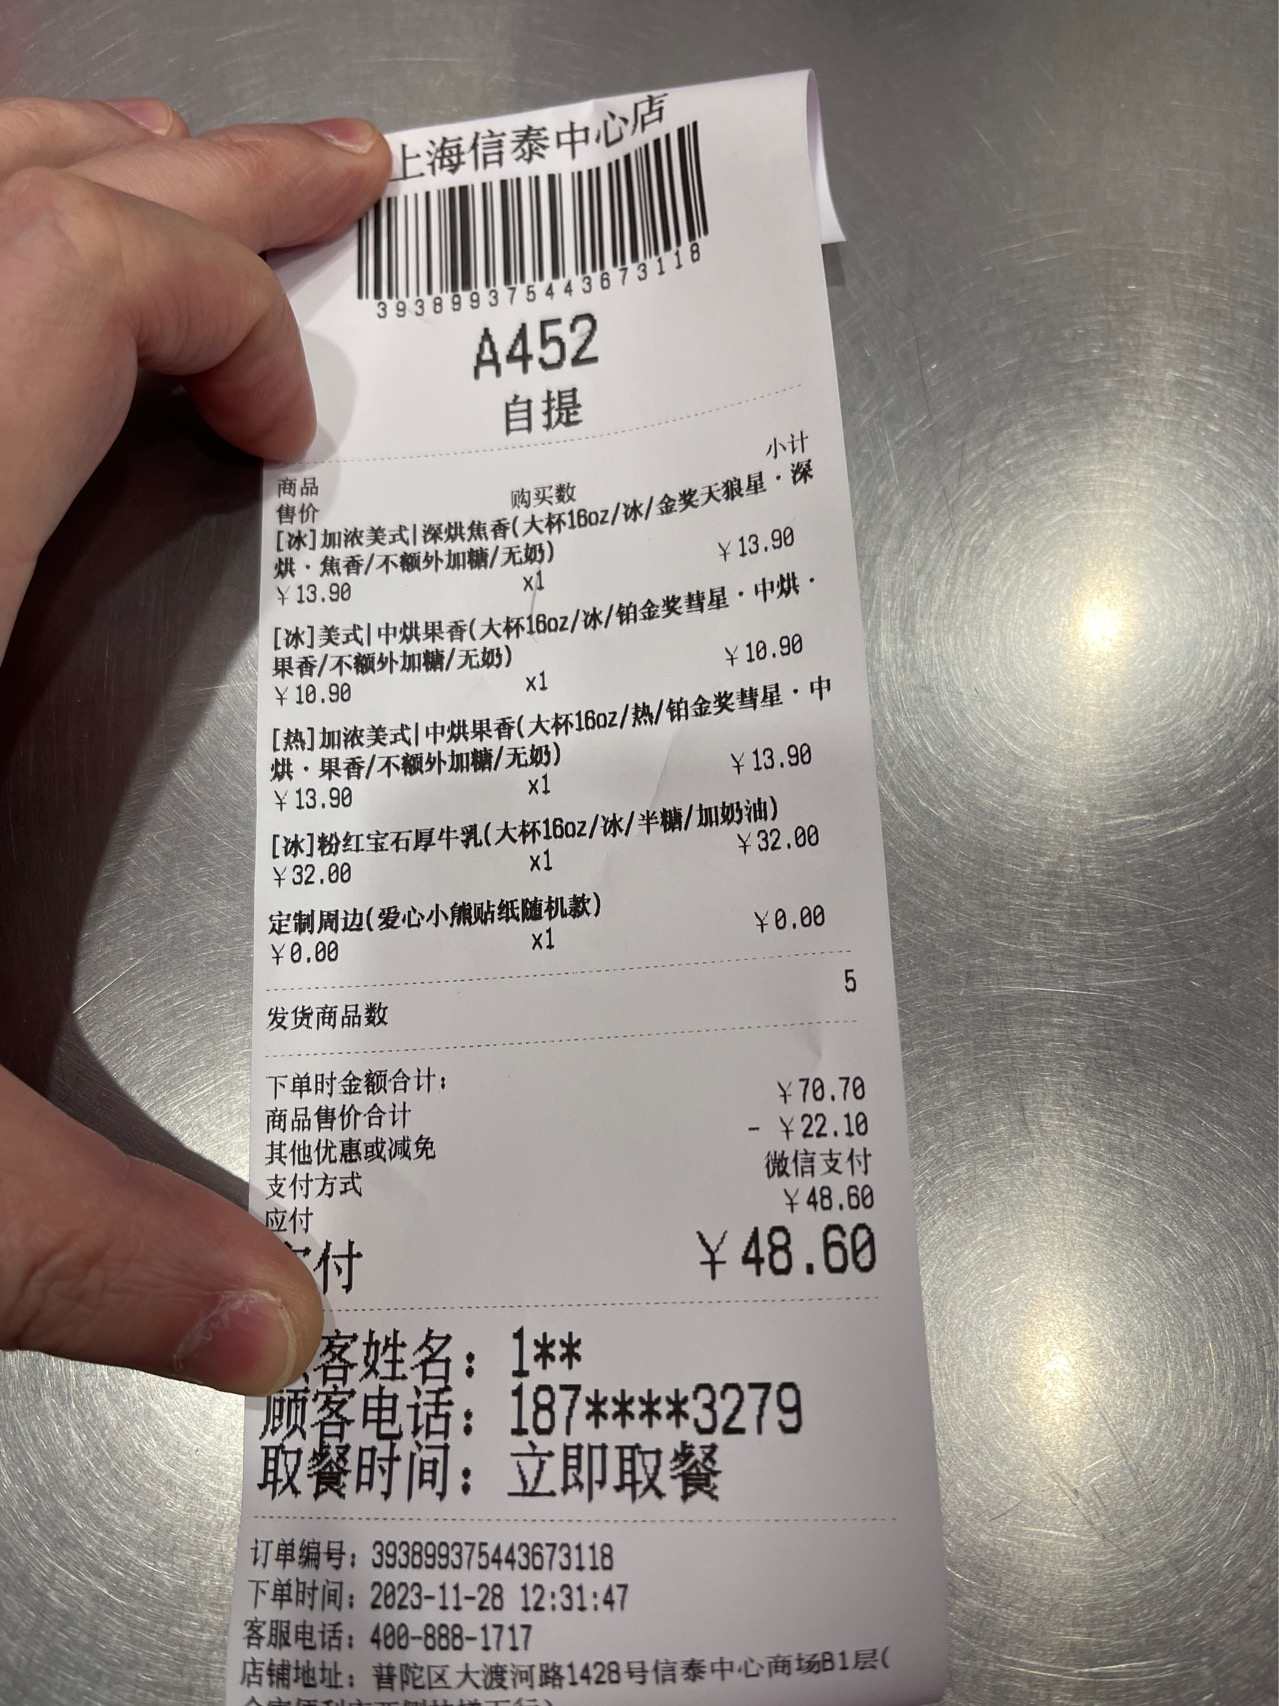 上海信泰中心店
393899375443673118
A452
自提
商品 购买数 小计
售价
[冰]加浓美式|深烘焦香(大杯16oz/冰/金奖天狼星·深
烘·焦香/不额外加糖/无奶)
￥13.90 x1 ￥13.90
[冰]美式|中烘果香(大杯16oz/冰/铂金奖彗星·中烘·
果香/不额外加糖/无奶)
￥10.90 x1 ￥10.90
[热]加浓美式|中烘果香(大杯16oz/热/铂金奖彗星·中
烘·果香/不额外加糖/无奶)
￥13.90 x1 ￥13.90
[冰]粉红宝石厚牛乳(大杯16oz/冰/半糖/加奶油)
￥32.00 x1 ￥32.00
定制周边(爱心小熊贴纸随机款)
￥0.00 x1 ￥0.00
发货商品数 5
下单时金额合计:
商品售价合计 ￥70.70
其他优惠或减免 - ￥22.10
支付方式 微信支付
应付 ￥48.60
付 ￥48.60
客姓名: 1**
顾客电话: 187****3279
取餐时间: 立即取餐
订单编号: 393899375443673118
下单时间: 2023-11-28 12:31:47
客服电话: 400-888-1717
店铺地址: 普陀区大渡河路1428号信泰中心商场B1层(